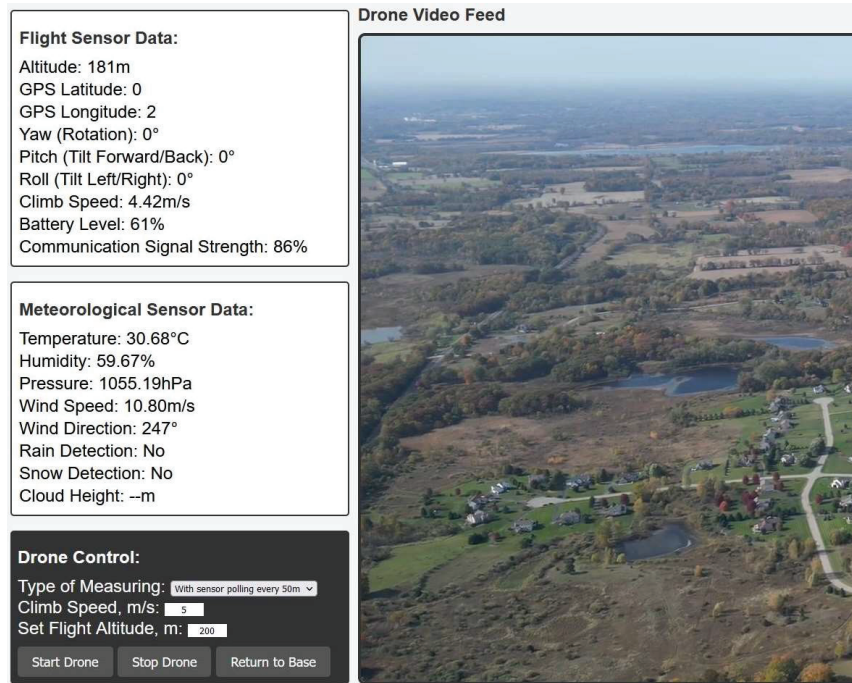 Flight Sensor Data:
Altitude: 181m
GPS Latitude: 0
GPS Longitude: 2
Yaw (Rotation): 0°
Pitch (Tilt Forward/Back): 0°
Roll (Tilt Left/Right): 0°
Climb Speed: 4.42m/s
Battery Level: 61%
Communication Signal Strength: 86%
Meteorological Sensor Data:
Temperature: 30.68°C
Humidity: 59.67%
Pressure: 1055.19hPa
Wind Speed: 10.80m/s
Wind Direction: 247°
Rain Detection: No
Snow Detection: No
Cloud Height: --m
Drone Control:
Type of Measuring: With sensor polling every 50m
Climb Speed, m/s: 5
Set Flight Altitude, m: 200
Start Drone Stop Drone Return to Base
Drone Video Feed